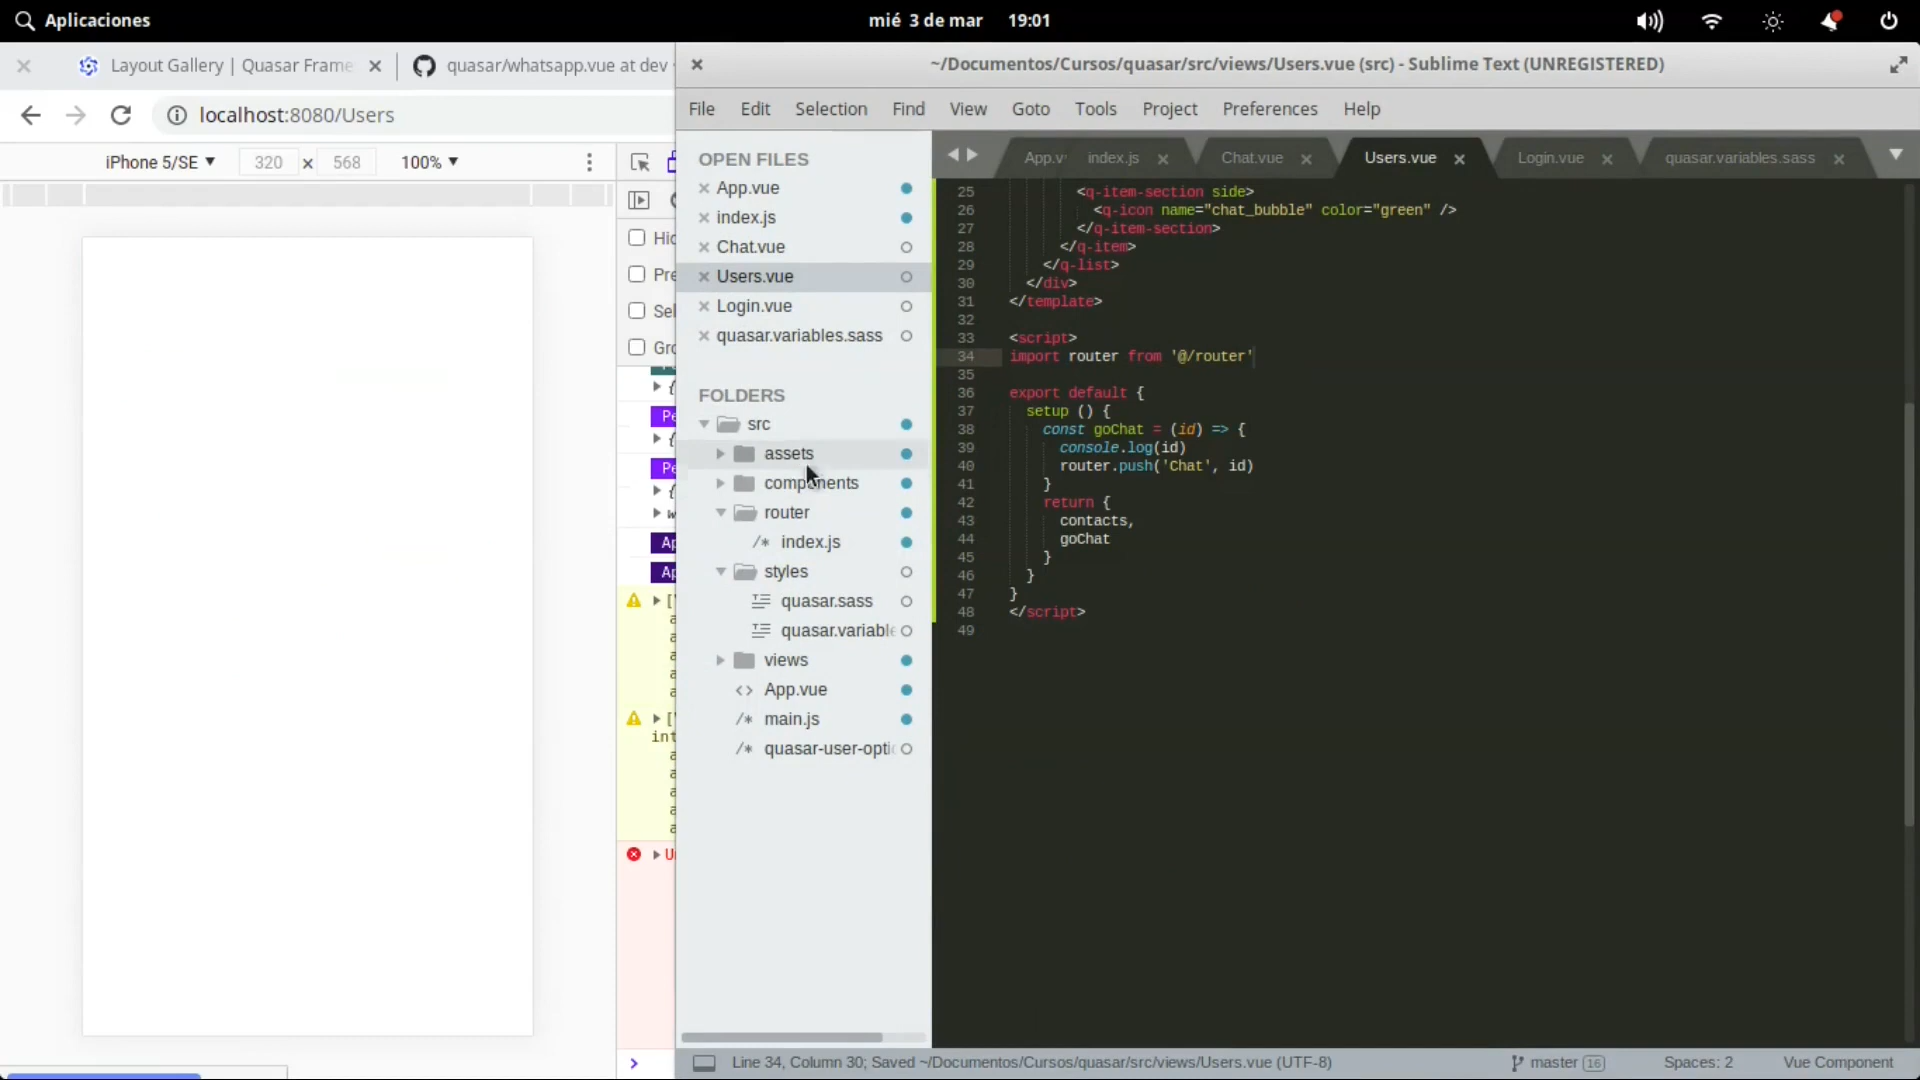 Aplicaciones
mié 3 de mar 19:01
Layout Gallery | Quasar Frame
quasar/whatsapp.vue at dev
localhost:8080/Users
iPhone 5/SE ▼ 320 × 568 100% ▼
~/Documentos/Cursos/quasar/src/views/Users.vue (src) - Sublime Text (UNREGISTERED)
File Edit Selection Find View Goto Tools Project Preferences Help
OPEN FILES
App.vue
index.js
Chat.vue
Users.vue
Login.vue
quasar.variables.sass
FOLDERS
src
assets
components
router
/* index.js
styles
quasar.sass
quasar.variable
views
<> App.vue
/* main.js
/* quasar-user-opti
App.v index.js Chat.vue Users.vue Login.vue quasar.variables.sass
25 <q-item-section side>
26 <q-icon name="chat_bubble" color="green" />
27 </q-item-section>
28 </q-item>
29 </q-list>
30 </div>
31 </template>
32
33 <script>
34 import router from '@/router'
35
36 export default {
37 setup () {
38 const goChat = (id) => {
39 console.log(id)
40 router.push('Chat', id)
41 }
42 return {
43 contacts,
44 goChat
45 }
46 }
47 }
48 </script>
49
Line 34, Column 30; Saved ~/Documentos/Cursos/quasar/src/views/Users.vue (UTF-8)
master 16
Spaces: 2
Vue Component